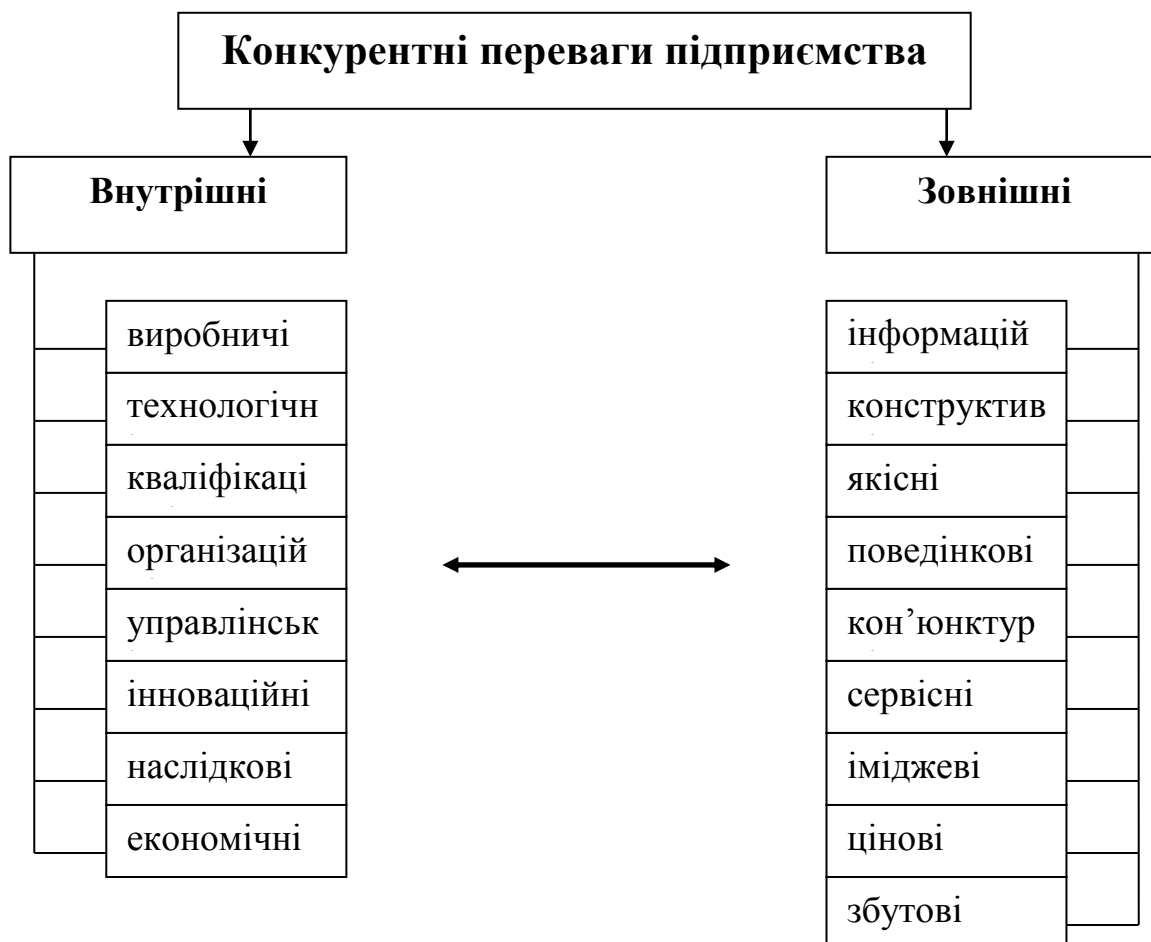 Конкурентні переваги підприємства
Внутрішні
Зовнішні
виробничі
технологічн
кваліфікаці
організацій
управлінськ
інноваційні
наслідкові
економічні
інформацій
конструктив
якісні
поведінкові
кон’юнктур
сервісні
іміджеві
цінові
збутові